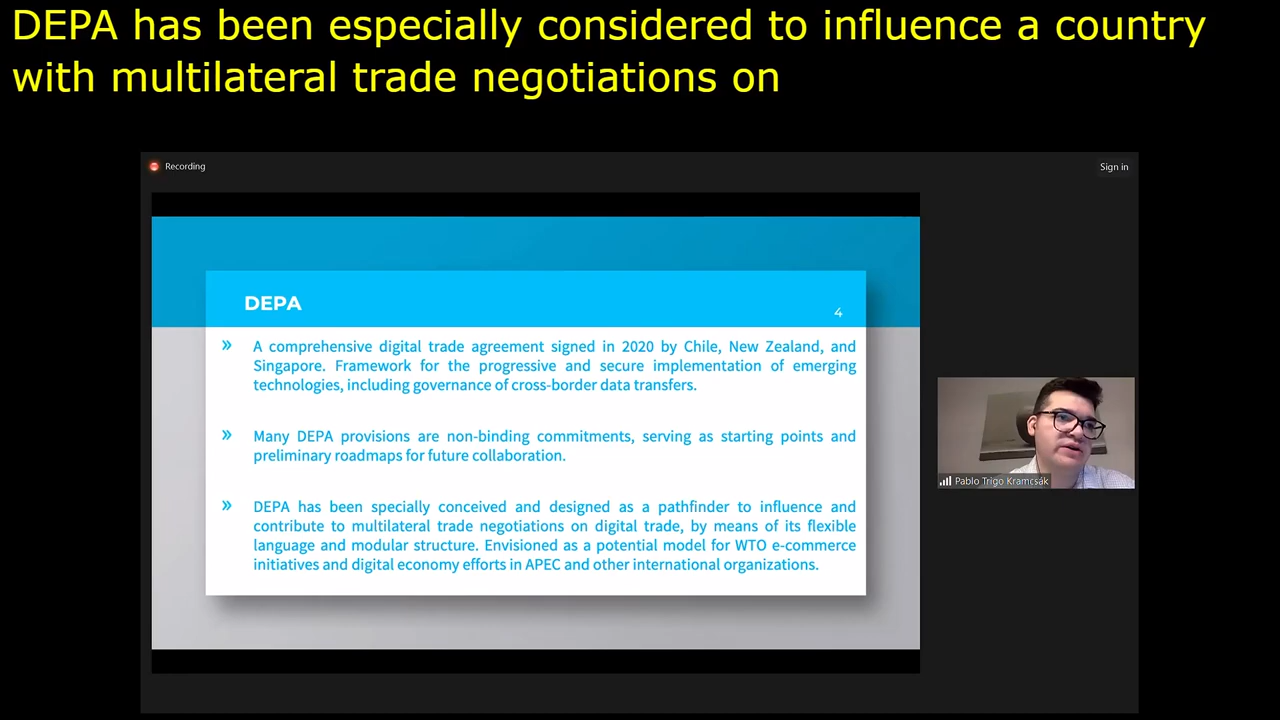 DEPA has been especially considered to influence a country
with multilateral trade negotiations on
Recording
Sign in
DEPA
4
» A comprehensive digital trade agreement signed in 2020 by Chile, New Zealand, and
Singapore. Framework for the progressive and secure implementation of emerging
technologies, including governance of cross-border data transfers.
» Many DEPA provisions are non-binding commitments, serving as starting points and
preliminary roadmaps for future collaboration.
» DEPA has been specially conceived and designed as a pathfinder to influence and
contribute to multilateral trade negotiations on digital trade, by means of its flexible
language and modular structure. Envisioned as a potential model for WTO e-commerce
initiatives and digital economy efforts in APEC and other international organizations.
Pablo Trigo Kramcsák